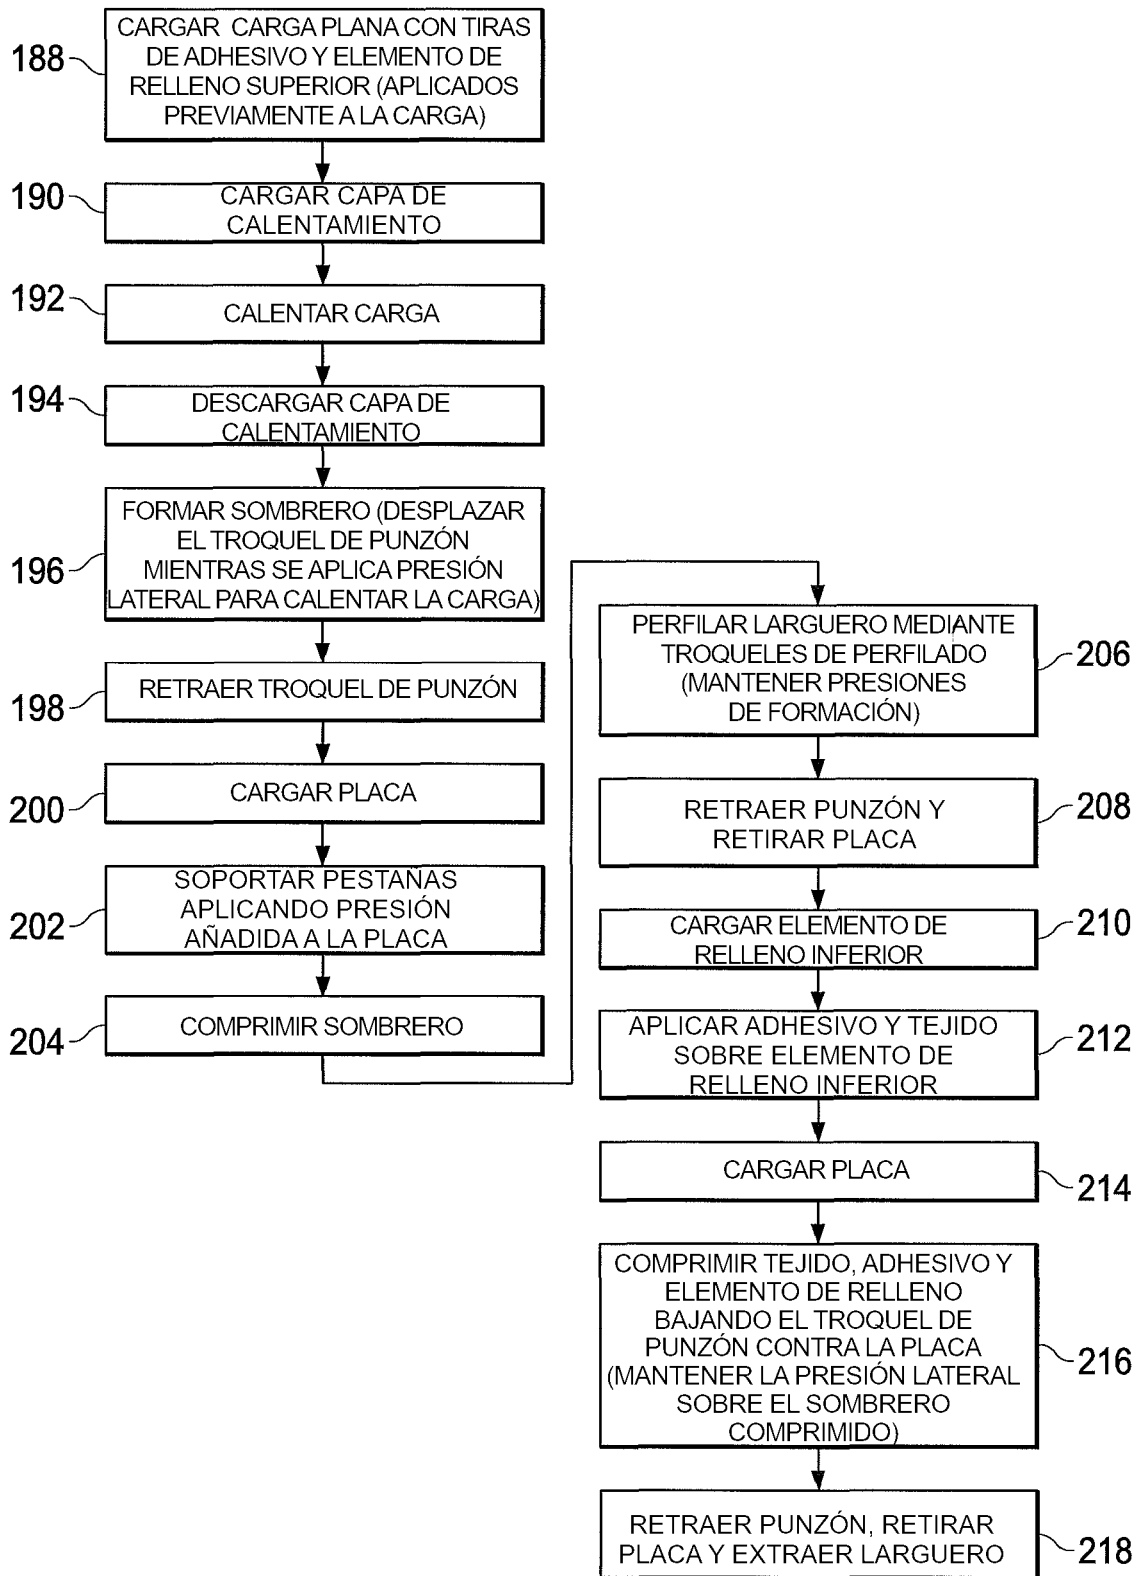 188
CARGAR CARGA PLANA CON TIRAS
DE ADHESIVO Y ELEMENTO DE
RELLENO SUPERIOR (APLICADOS
PREVIAMENTE A LA CARGA)
190
CARGAR CAPA DE
CALENTAMIENTO
192
CALENTAR CARGA
194
DESCARGAR CAPA DE
CALENTAMIENTO
196
FORMAR SOMBRERO (DESPLAZAR
EL TROQUEL DE PUNZÓN
MIENTRAS SE APLICA PRESIÓN
LATERAL PARA CALENTAR LA CARGA)
198
RETRAER TROQUEL DE PUNZÓN
200
CARGAR PLACA
202
SOPORTAR PESTAÑAS
APLICANDO PRESIÓN
AÑADIDA A LA PLACA
204
COMPRIMIR SOMBRERO
PERFILAR LARGUERO MEDIANTE
TROQUELES DE PERFILADO
(MANTENER PRESIONES
DE FORMACIÓN)
206
RETRAER PUNZÓN Y
RETIRAR PLACA
208
CARGAR ELEMENTO DE
RELLENO INFERIOR
210
APLICAR ADHESIVO Y TEJIDO
SOBRE ELEMENTO DE
RELLENO INFERIOR
212
CARGAR PLACA
214
COMPRIMIR TEJIDO, ADHESIVO Y
ELEMENTO DE RELLENO
BAJANDO EL TROQUEL DE
PUNZÓN CONTRA LA PLACA
(MANTENER LA PRESIÓN LATERAL
SOBRE EL SOMBRERO
COMPRIMIDO)
216
RETRAER PUNZÓN, RETIRAR
PLACA Y EXTRAER LARGUERO
218